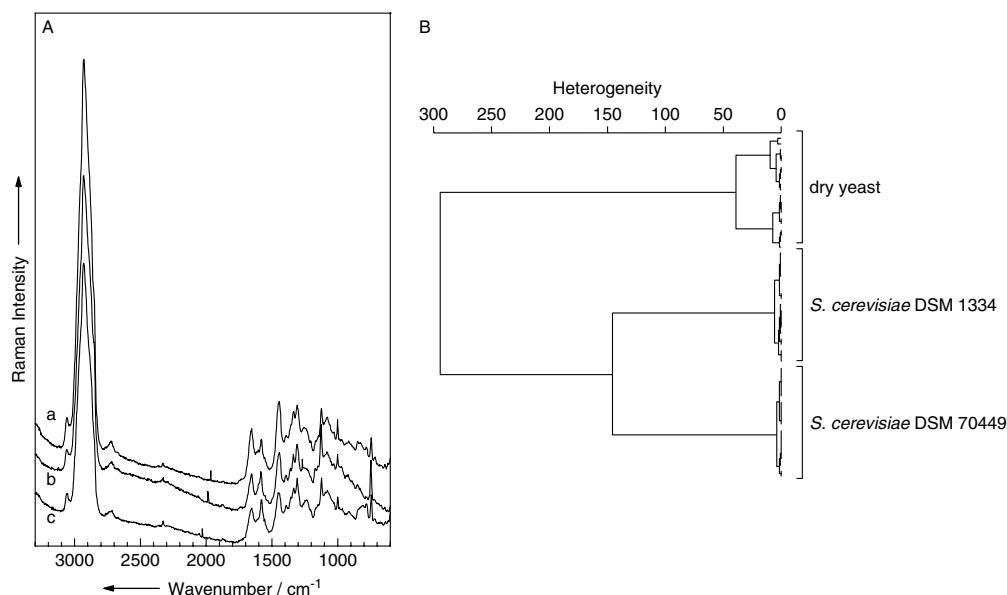 A
Raman Intensity
a
b
c
3000 2500 2000 1500 1000
Wavenumber / cm-1
B
Heterogeneity
300 250 200 150 100 50 0
dry yeast
S. cerevisiae DSM 1334
S. cerevisiae DSM 70449